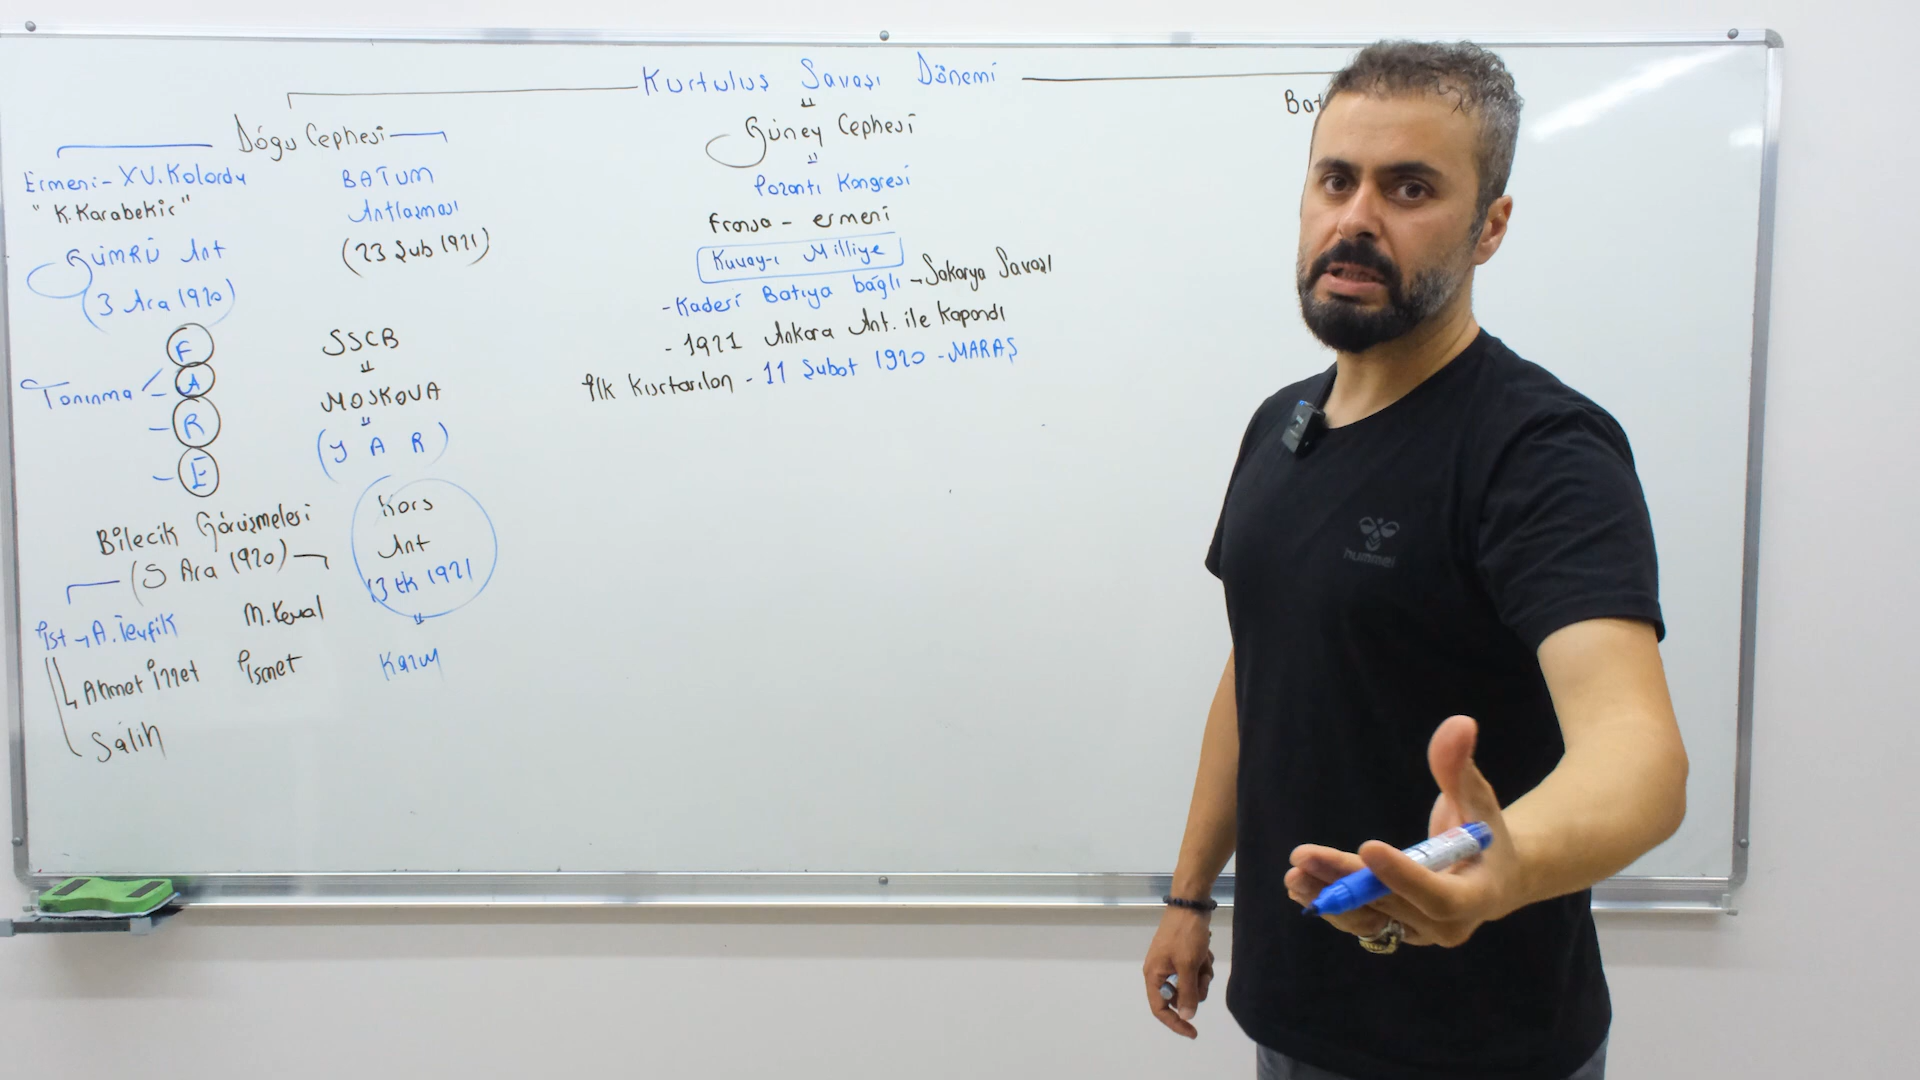 Kurtuluş Savaşı Dönemi
Doğu Cephesi
Ermeni - XV. Kolordu
"K. Karabekir"
GÜMRÜ Ant
(3 Ara 1920)
F
Tanınma A
R
E
Bilecik Görüşmelesi
(5 Ara 1920)
İst → A. Tevfik
Ahmet İzzet
Salih
M. Kemal
İsmet
BATUM
Antlaşması
(23 Şub 1921)
SSCB
MOSKOVA
(Y A R)
Kars
Ant
13 Ek 1921
Kazım
Güney Cephesi
Pozantı Kongresi
Fransa - ermeni
Kuvay-ı Milliye
- Kaderi Batıya bağlı → Sakarya Savaşı
- 1921 Ankara Ant. ile Kapandı
İlk Kurtarılan - 11 Şubat 1920 - MARAŞ
Bat
hummel